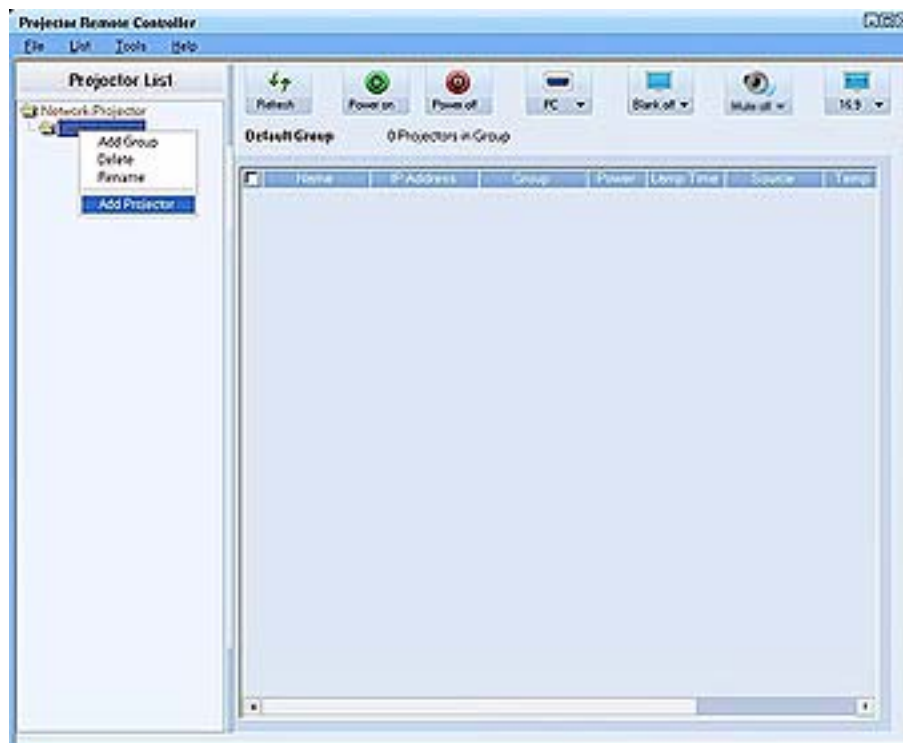 Projector Remote Controller
File List Tools Help
Projector List
Network Projector
Add Group
Delete
Rename
Add Projector
Refresh Power on Power off PC Blank off Mute off 16:9
Default Group 0 Projectors in Group
Name IP Address Group Power Lamp Time Source Temp